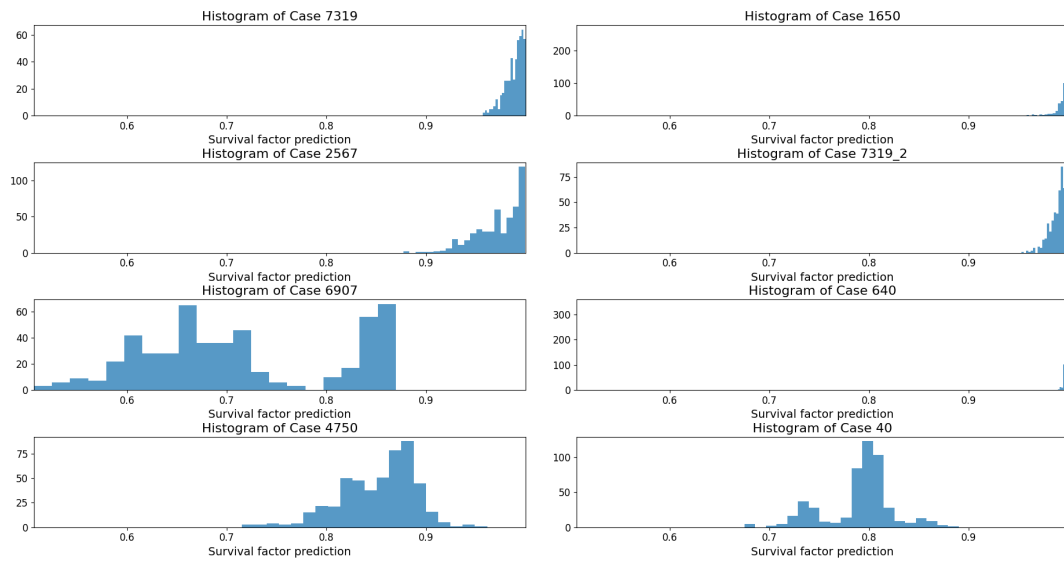 Histogram of Case 7319
60
40
20
0
0.6 0.7 0.8 0.9
Survival factor prediction
Histogram of Case 1650
200
100
0
0.6 0.7 0.8 0.9
Survival factor prediction
Histogram of Case 2567
100
50
0
0.6 0.7 0.8 0.9
Survival factor prediction
Histogram of Case 7319_2
75
50
25
0
0.6 0.7 0.8 0.9
Survival factor prediction
Histogram of Case 6907
60
40
20
0
0.6 0.7 0.8 0.9
Survival factor prediction
Histogram of Case 640
300
200
100
0
0.6 0.7 0.8 0.9
Survival factor prediction
Histogram of Case 4750
75
50
25
0
0.6 0.7 0.8 0.9
Survival factor prediction
Histogram of Case 40
100
50
0
0.6 0.7 0.8 0.9
Survival factor prediction